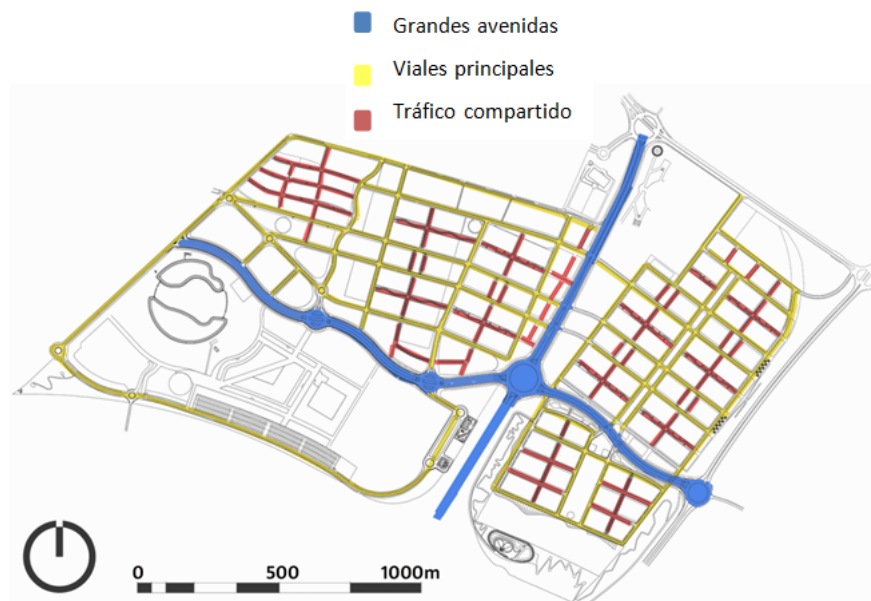 Grandes avenidas
Viales principales
Tráfico compartido
0 500 1000m